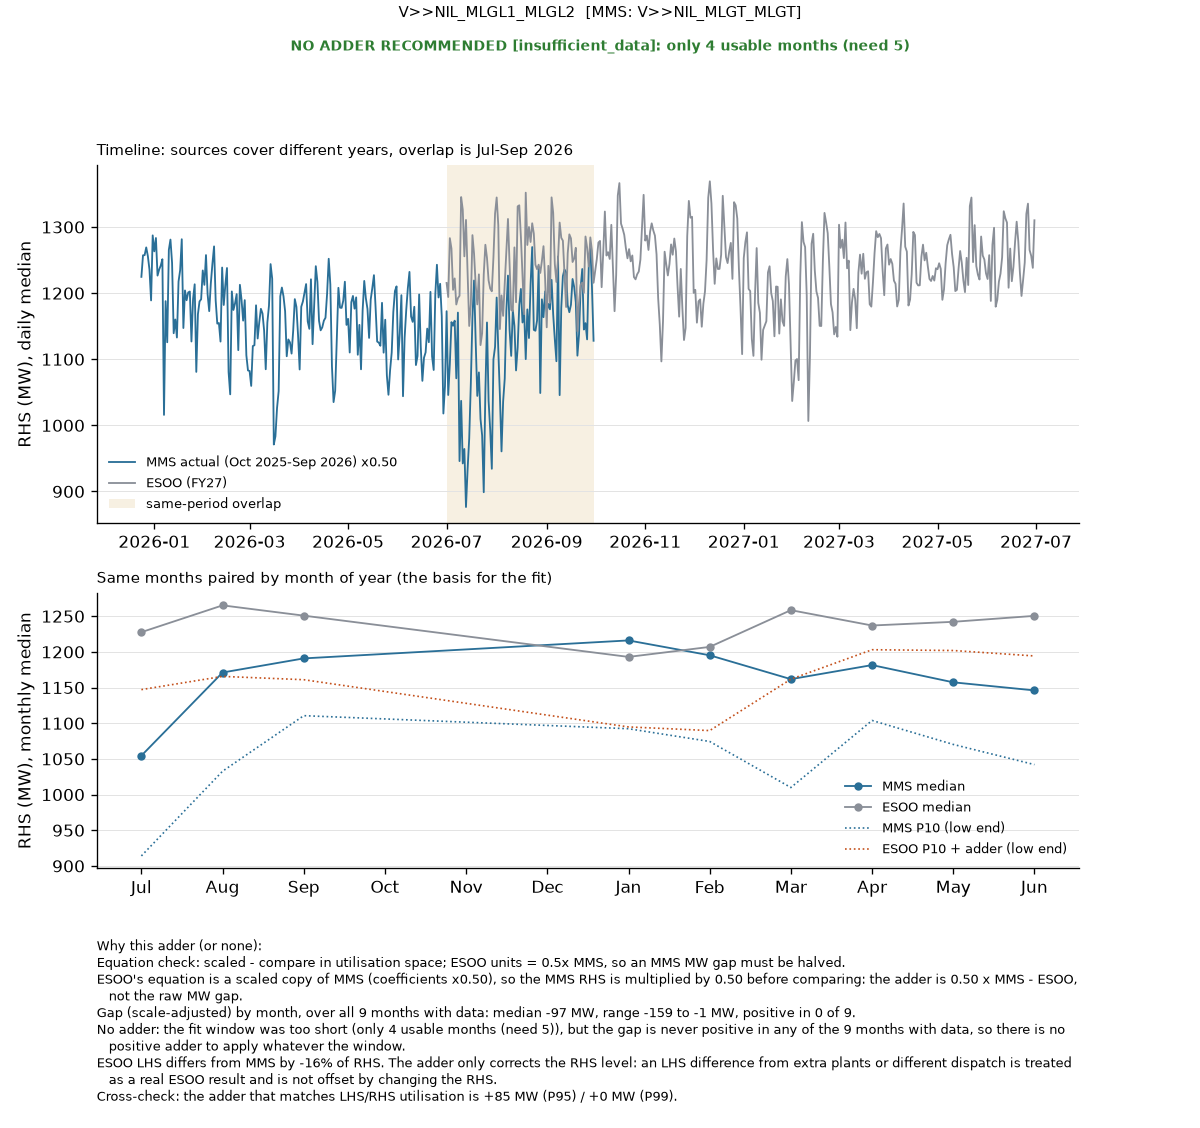 V>>NIL_MLGL1_MLGL2  [MMS: V>>NIL_MLGT_MLGT]
NO ADDER RECOMMENDED [insufficient_data]: only 4 usable months (need 5)
Timeline: sources cover different years, overlap is Jul-Sep 2026
RHS (MW), daily median
1300
1200
1100
1000
900
MMS actual (Oct 2025-Sep 2026) x0.50
ESOO (FY27)
same-period overlap
2026-01 2026-03 2026-05 2026-07 2026-09 2026-11 2027-01 2027-03 2027-05 2027-07
Same months paired by month of year (the basis for the fit)
RHS (MW), monthly median
1250
1200
1150
1100
1050
1000
950
900
MMS median
ESOO median
MMS P10 (low end)
ESOO P10 + adder (low end)
Jul Aug Sep Oct Nov Dec Jan Feb Mar Apr May Jun
Why this adder (or none):
Equation check: scaled - compare in utilisation space; ESOO units = 0.5x MMS, so an MMS MW gap must be halved.
ESOO's equation is a scaled copy of MMS (coefficients x0.50), so the MMS RHS is multiplied by 0.50 before comparing: the adder is 0.50 x MMS - ESOO,
not the raw MW gap.
Gap (scale-adjusted) by month, over all 9 months with data: median -97 MW, range -159 to -1 MW, positive in 0 of 9.
No adder: the fit window was too short (only 4 usable months (need 5)), but the gap is never positive in any of the 9 months with data, so there is no
positive adder to apply whatever the window.
ESOO LHS differs from MMS by -16% of RHS. The adder only corrects the RHS level: an LHS difference from extra plants or different dispatch is treated
as a real ESOO result and is not offset by changing the RHS.
Cross-check: the adder that matches LHS/RHS utilisation is +85 MW (P95) / +0 MW (P99).